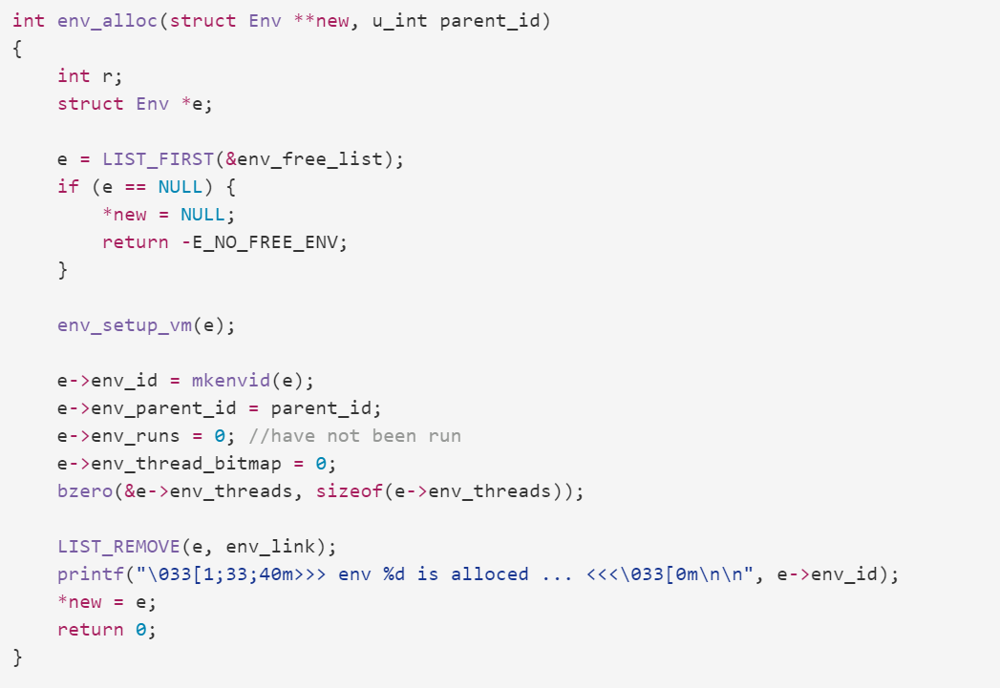 int env_alloc(struct Env **new, u_int parent_id)
{
    int r;
    struct Env *e;

    e = LIST_FIRST(&env_free_list);
    if (e == NULL) {
        *new = NULL;
        return -E_NO_FREE_ENV;
    }

    env_setup_vm(e);

    e->env_id = mkenvid(e);
    e->env_parent_id = parent_id;
    e->env_runs = 0; //have not been run
    e->env_thread_bitmap = 0;
    bzero(&e->env_threads, sizeof(e->env_threads));

    LIST_REMOVE(e, env_link);
    printf("\033[1;33;40m>>> env %d is alloced ... <<<\033[0m\n\n", e->env_id);
    *new = e;
    return 0;
}